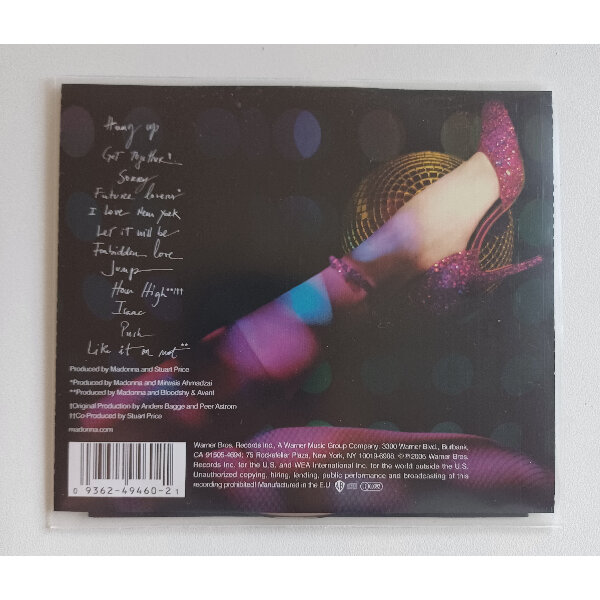 Hung up
Get Together*†
Sorry
Future lovers*
I Love New York
Let it will be
Forbidden love
Jump
How High**†††
Isaac
Push
Like it or not**
Produced by Madonna and Stuart Price
*Produced by Madonna and Mirwais Ahmadzaï
**Produced by Madonna and Bloodshy & Avant
†Original Production by Anders Bagge and Peer Åström
††Co-Produced by Stuart Price
madonna.com
0 9362-49460-2 1
Warner Bros. Records Inc., A Warner Music Group Company. 3300 Warner Blvd., Burbank,
CA 91505-4694; 75 Rockefeller Plaza, New York, NY 10019-6908. © ℗ 2005 Warner Bros.
Records Inc. for the U.S. and WEA International Inc. for the world outside the U.S.
Unauthorized copying, hiring, lending, public performance and broadcasting of this
recording prohibited! Manufactured in the E.U.